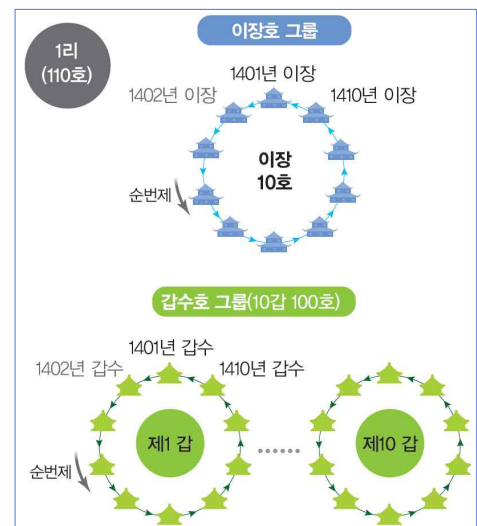 1리
(110호)
이장호 그룹
1401년 이장
1402년 이장
1410년 이장
이장
10호
순번제
갑수호 그룹(10갑 100호)
1401년 갑수
1402년 갑수
1410년 갑수
제1 갑
......
제10 갑
순번제